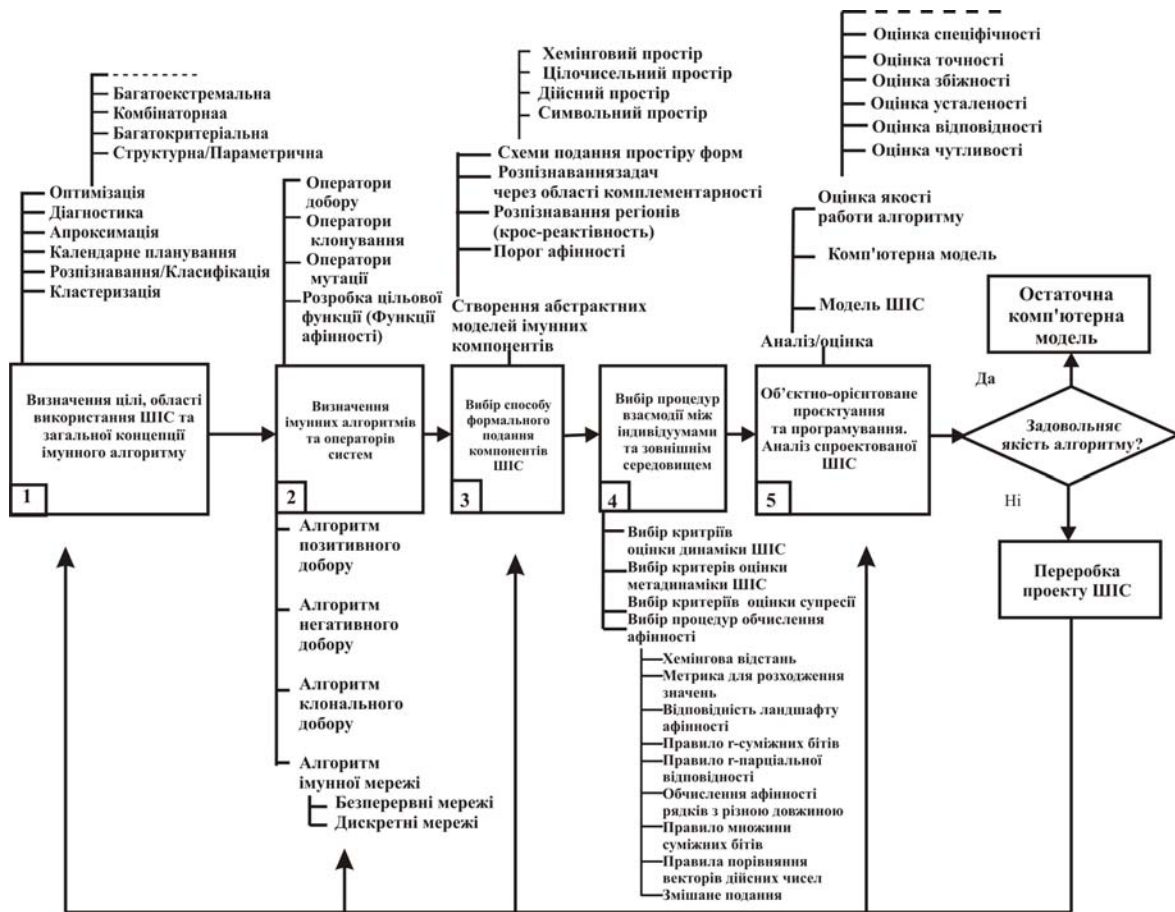 Багатоекстремальна
Комбінаторнаа
Багатокритеріальна
Структурна/Параметрична
Оптимізація
Діагностика
Апроксимація
Календарне планування
Розпізнавання/Класифікація
Кластеризація
Визначення цілі, області
використання ШІС та
загальної концепції
імунного алгоритму
1
Оператори
добору
Оператори
клонування
Оператори
мутації
Розробка цільової
функції (Функції
афінності)
Визначення
імунних алгоритмів
та операторів
систем
2
Алгоритм
позитивного
добору
Алгоритм
негативного
добору
Алгоритм
клонального
добору
Алгоритм
імунної мережі
Безперервні мережі
Дискретні мережі
Хемінговий простір
Цілочисельний простір
Дійсний простір
Символьний простір
Схеми подання простіру форм
Розпізнаваннязадач
через області комплементарності
Розпізнавання регіонів
(крос-реактівность)
Порог афінності
Створення абстрактних
моделей імунних
компонентів
Вибір способу
формального
подання
компонентів
ШІС
3
Вибір процедур
взаємодії між
індивідуумами
та зовнішнім
середовищем
4
Вибір критріїв
оцінки динаміки ШІС
Вибір критерів оцінки
метадинаміки ШІС
Вибір критеріїв оцінки супресії
Вибір процедур обчислення
афінності
Хемінгова відстань
Метрика для розходження
значень
Відповідність ландшафту
афінності
Правило r-суміжних бітів
Правило r-парціальної
відповідності
Обчислення афінності
рядків з різною довжиною
Правило множини
суміжних бітів
Правила порівняння
векторів дійсних чисел
Змішане подання
Оцінка спеціфічності
Оцінка точності
Оцінка збіжності
Оцінка усталеності
Оцінка відповідності
Оцінка чутливості
Оцінка якості
работи алгоритму
Комп'ютерна модель
Модель ШІС
Аналіз/оцінка
Об’єктно-орієнтоване
проєктування
та програмування.
Аналіз спроектованої
ШІС
5
Остаточна
комп'ютерна
модель
Да
Задовольняє
якість алгоритму?
Ні
Переробка
проекту ШІС